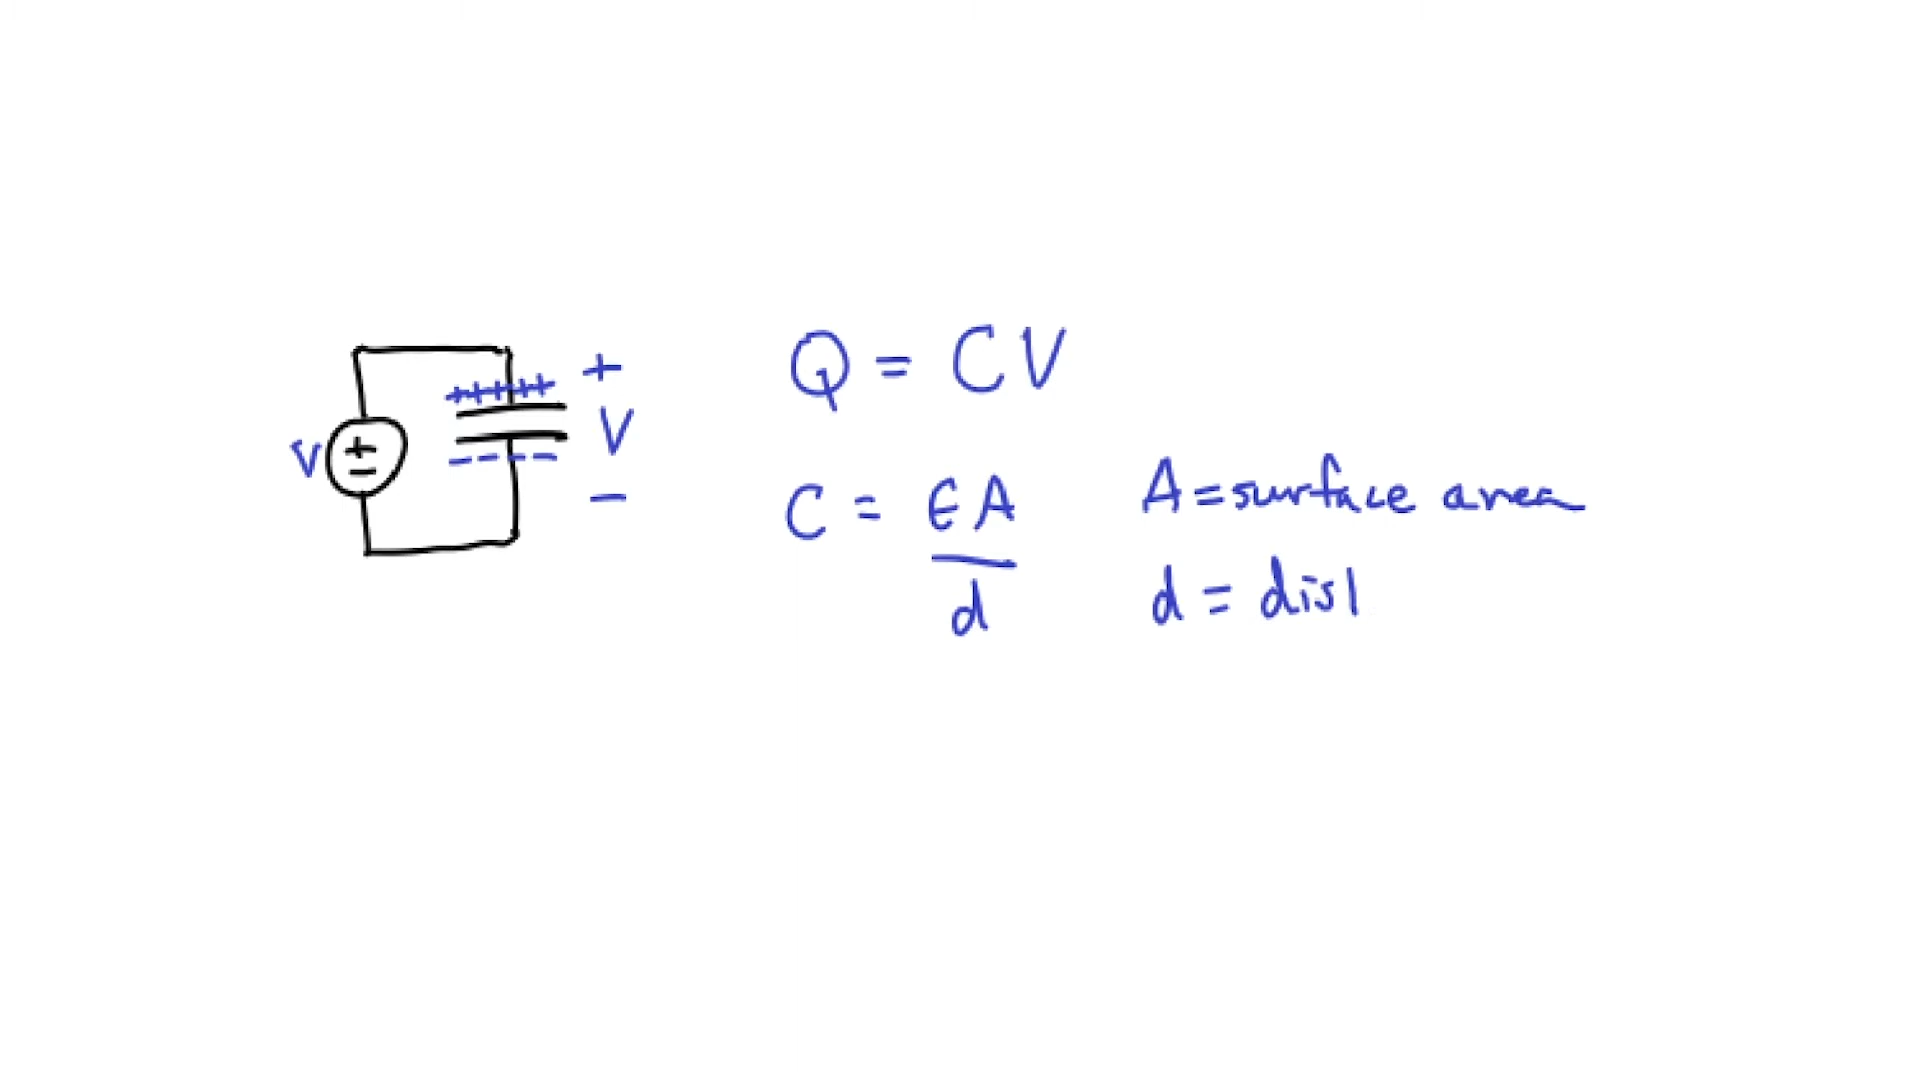 +++++ +
V ± V
----- -
Q = CV
C = ϵA/d
A = surface area
d = dist